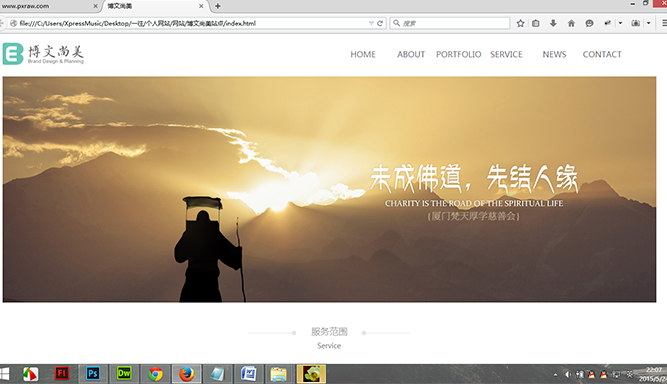 www.pxraw.com
博文尚美
file:///C:/Users/XpressMusic/Desktop/一往/个人网站/网站/博文尚美站点/index.html
搜索
博文尚美
Brand Design & Planning
HOME ABOUT PORTFOLIO SERVICE NEWS CONTACT
未成佛道，先结人缘
CHARITY IS THE ROAD OF THE SPIRITUAL LIFE
{厦门梵天厚学慈善会}
服务范围
Service
22:07